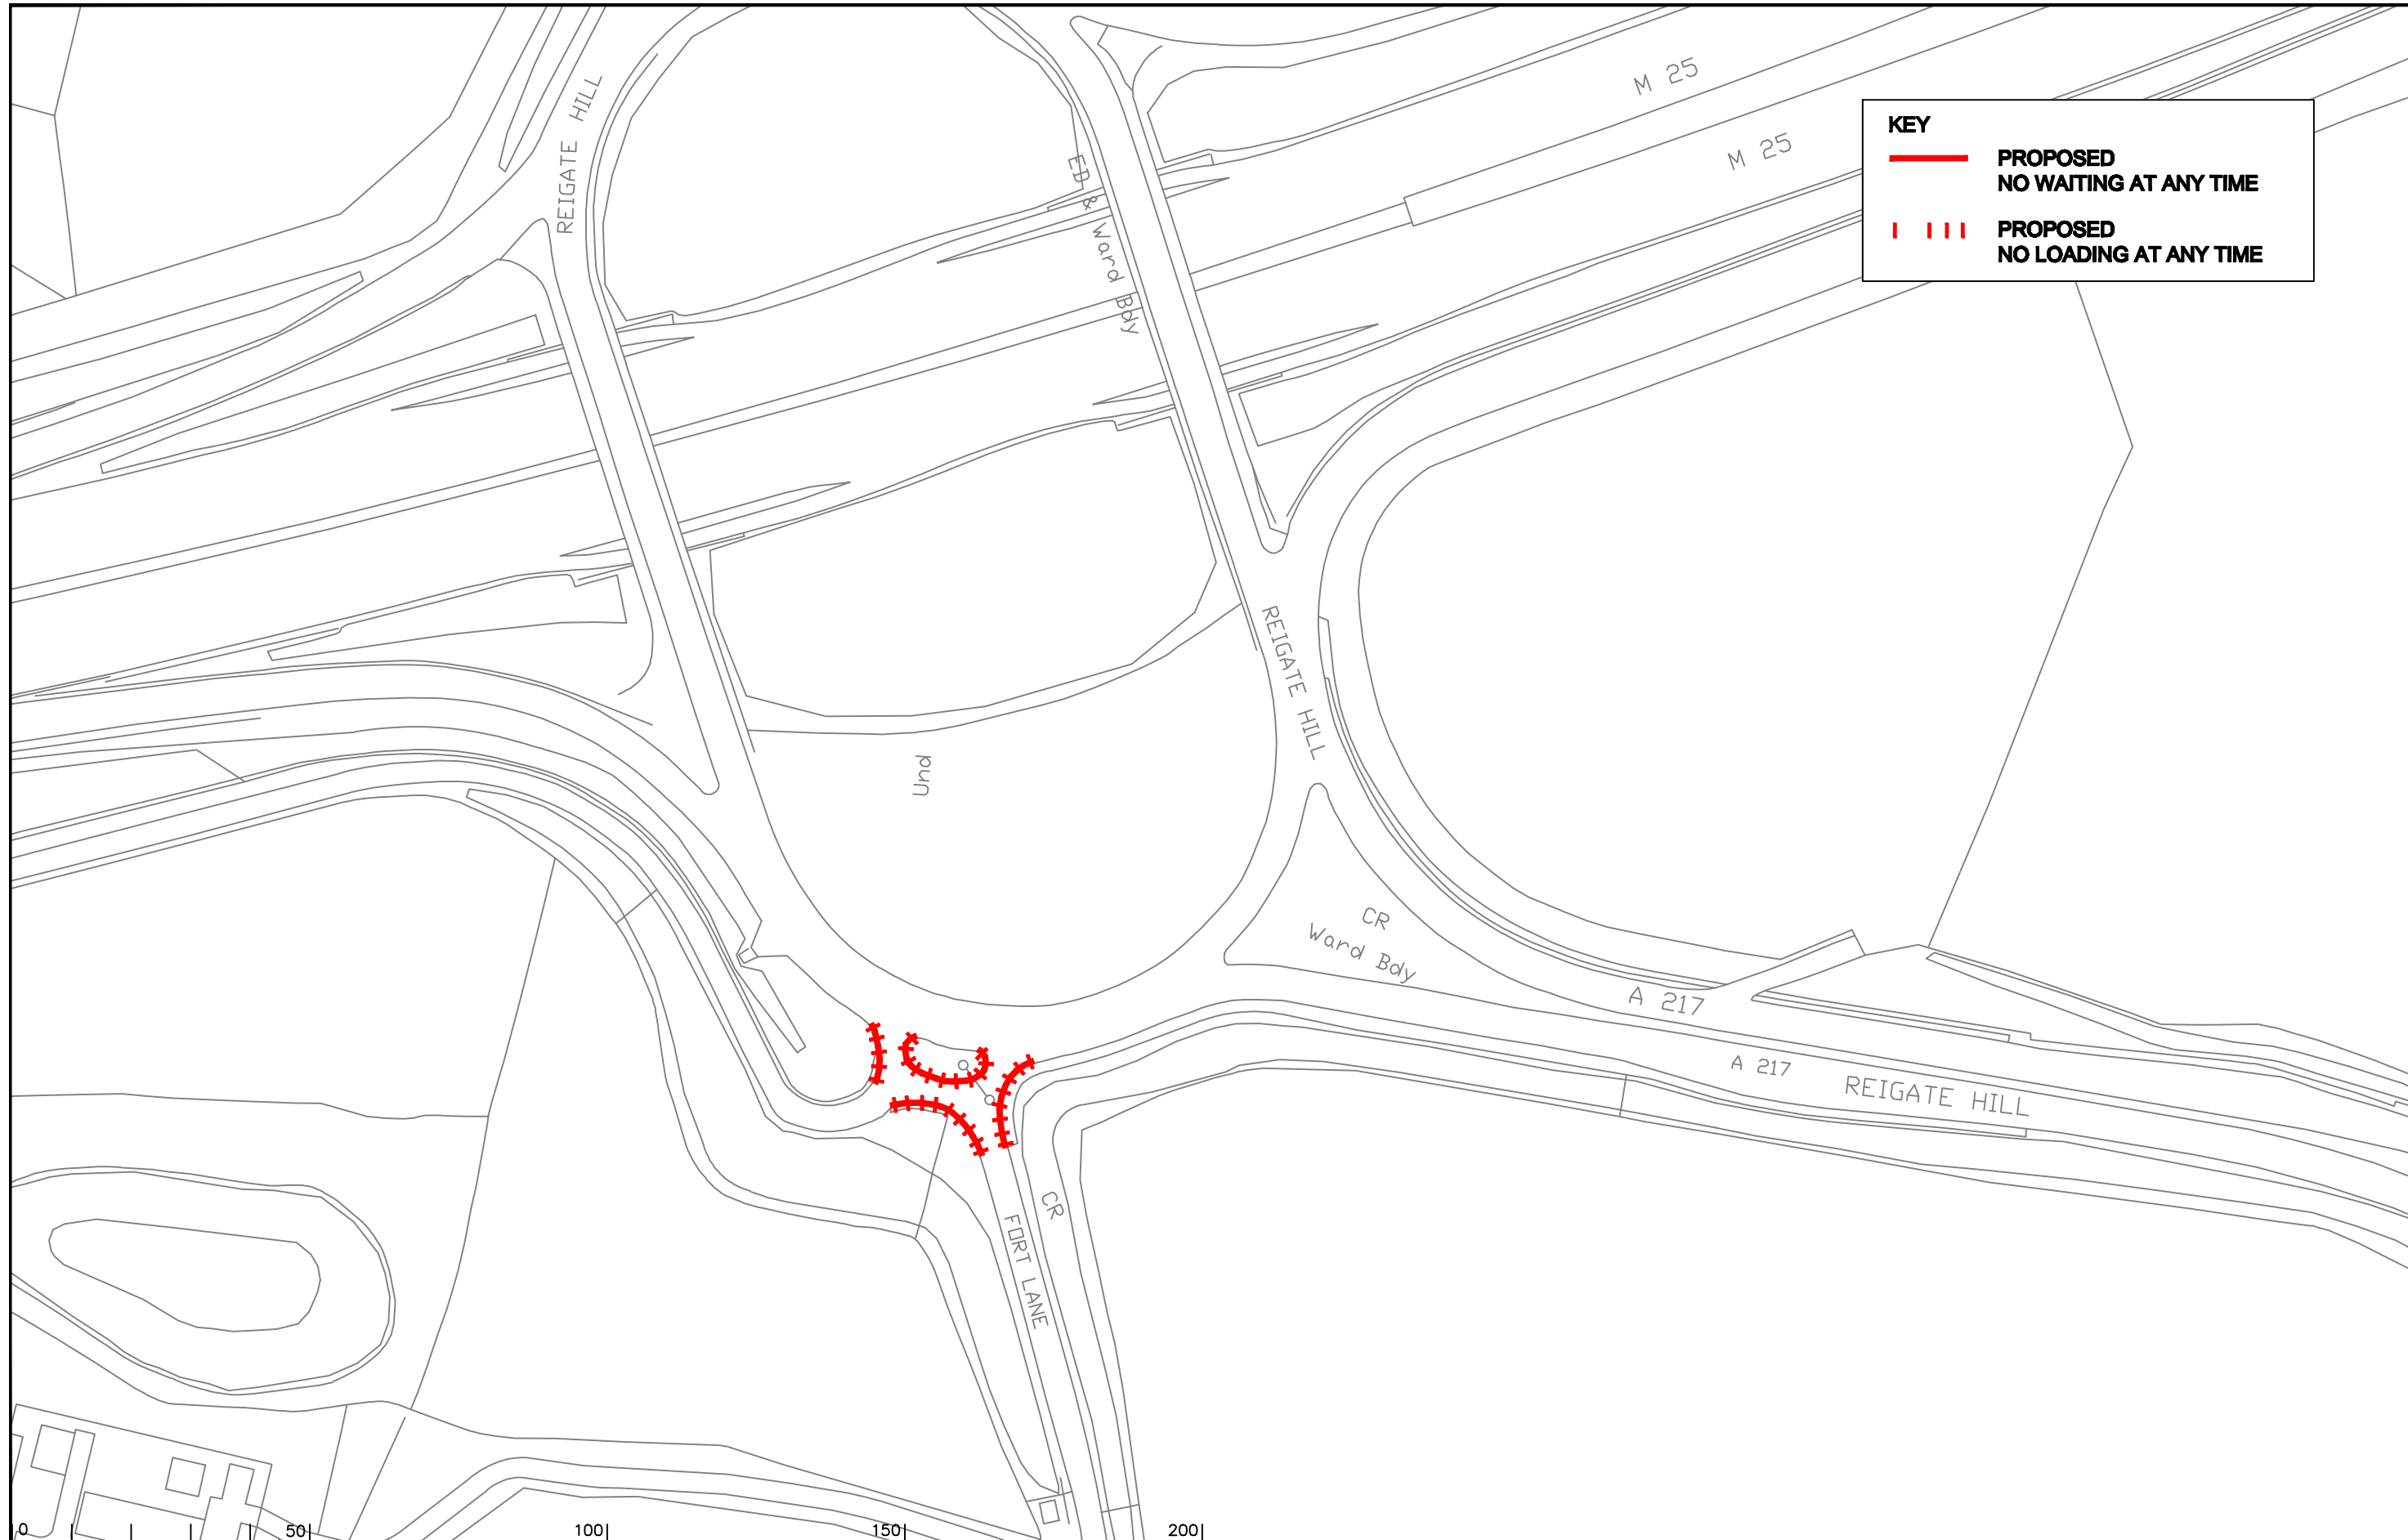 M 25
REIGATE HILL
KEY
M 25
PROPOSED
NO WAITING AT ANY TIME
ED & Ward Bdy
PROPOSED
NO LOADING AT ANY TIME
REIGATE HILL
Und
CR
Ward Bdy
A 217
A 217
REIGATE HILL
CR
FORT LANE
0
50
100
150
200